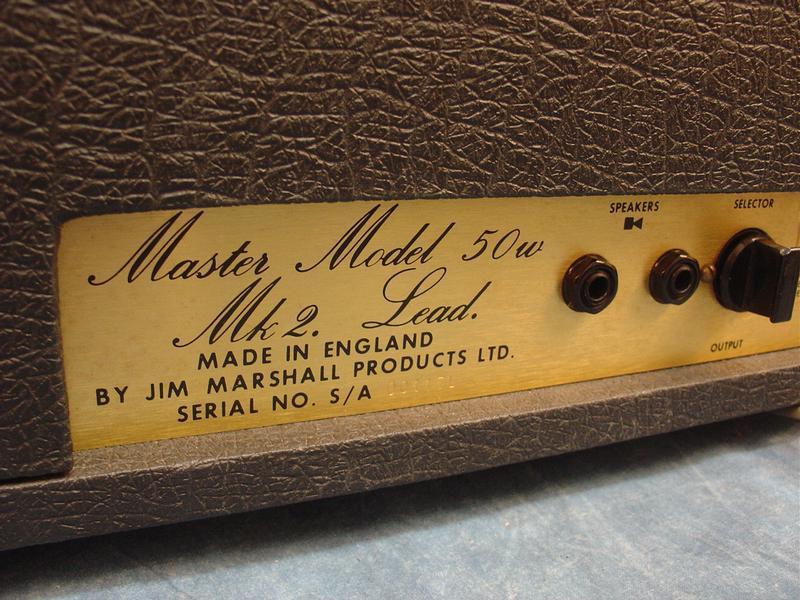 Master Model 50w
Mk 2. Lead.
MADE IN ENGLAND
BY JIM MARSHALL PRODUCTS LTD.
SERIAL NO. S/A
SPEAKERS
SELECTOR
OUTPUT